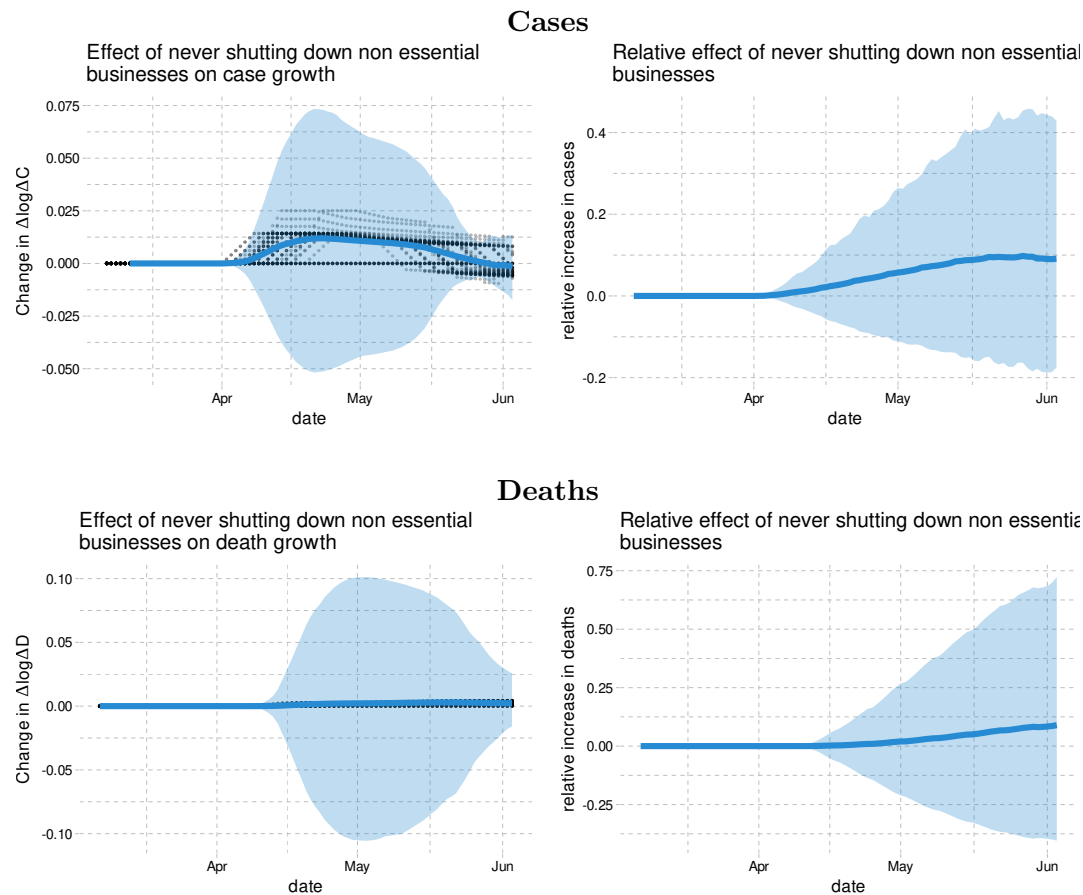 Cases
Effect of never shutting down non essential
businesses on case growth
Change in ΔlogΔC
0.075
0.050
0.025
0.000
-0.025
-0.050
Apr May Jun
date
Relative effect of never shutting down non essential
businesses
relative increase in cases
0.4
0.2
0.0
-0.2
Apr May Jun
date
Deaths
Effect of never shutting down non essential
businesses on death growth
Change in ΔlogΔD
0.10
0.05
0.00
-0.05
-0.10
Apr May Jun
date
Relative effect of never shutting down non essentia
businesses
relative increase in deaths
0.75
0.50
0.25
0.00
-0.25
Apr May Jun
date